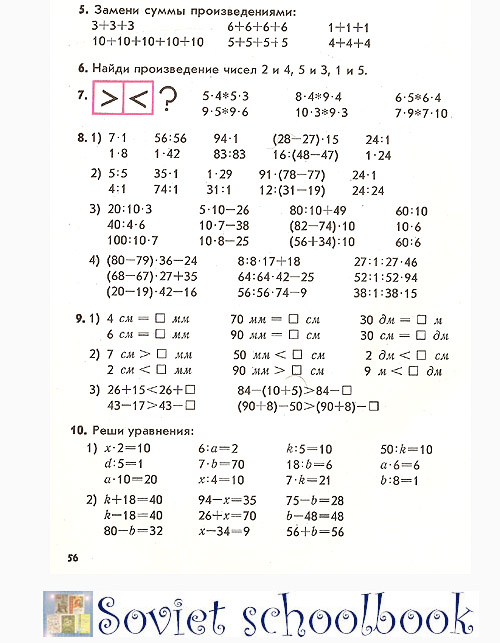 5. Замени суммы произведениями:
3+3+3 6+6+6+6 1+1+1
10+10+10+10+10 5+5+5+5 4+4+4
6. Найди произведение чисел 2 и 4, 5 и 3, 1 и 5.
7. > < ? 5·4*5·3 8·4*9·4 6·5*6·4
9·5*9·6 10·3*9·3 7·9*7·10
8. 1) 7·1 56:56 94·1 (28−27)·15 24:1
1·8 1·42 83:83 16:(48−47) 1·24
2) 5:5 35·1 1·29 91·(78−77) 24·1
4:1 74:1 31:1 12:(31−19) 24:24
3) 20:10·3 5·10−26 80:10+49 60:10
40:4·6 10·7−38 (82−74)·10 10·6
100:10·7 10·8−25 (56+34):10 60:6
4) (80−79)·36−24 8:8·17+18 27:1:27·46
(68−67)·27+35 64:64·42−25 52:1:52·94
(20−19)·42−16 56:56·74−9 38:1:38·15
9. 1) 4 см = □ мм 70 мм = □ см 30 дм = □ м
6 см = □ мм 90 мм = □ см 30 см = □ дм
2) 7 см > □ мм 50 мм < □ см 2 дм < □ см
2 см < □ мм 90 мм > □ см 9 м < □ дм
3) 26+15<26+□ 84−(10+5)>84−□
43−17>43−□ (90+8)−50>(90+8)−□
10. Реши уравнения:
1) x·2=10 6:a=2 k:5=10 50:k=10
d:5=1 7·b=70 18:b=6 a·6=6
a·10=20 x:4=10 7·k=21 b:8=1
2) k+18=40 94−x=35 75−b=28
k−18=40 26+x=70 b−48=48
80−b=32 x−34=9 56+b=56
56
Soviet schoolbook